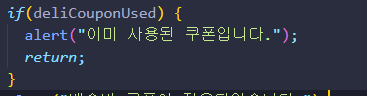 if(deliCouponUsed) {
alert("이미 사용된 쿠폰입니다.");
return;
}